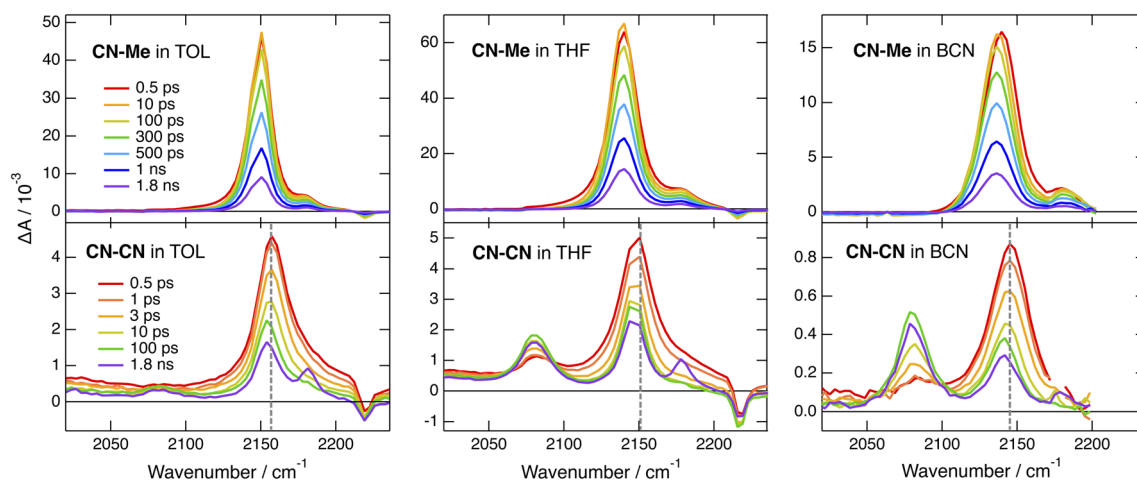 CN-Me in TOL
0.5 ps
10 ps
100 ps
300 ps
500 ps
1 ns
1.8 ns
50
40
30
20
10
0
CN-Me in THF
60
40
20
0
CN-Me in BCN
15
10
5
0
ΔA / 10⁻³
CN-CN in TOL
0.5 ps
1 ps
3 ps
10 ps
100 ps
1.8 ns
4
3
2
1
0
2050 2100 2150 2200
Wavenumber / cm⁻¹
CN-CN in THF
5
4
3
2
1
0
-1
2050 2100 2150 2200
Wavenumber / cm⁻¹
CN-CN in BCN
0.8
0.6
0.4
0.2
0.0
2050 2100 2150 2200
Wavenumber / cm⁻¹